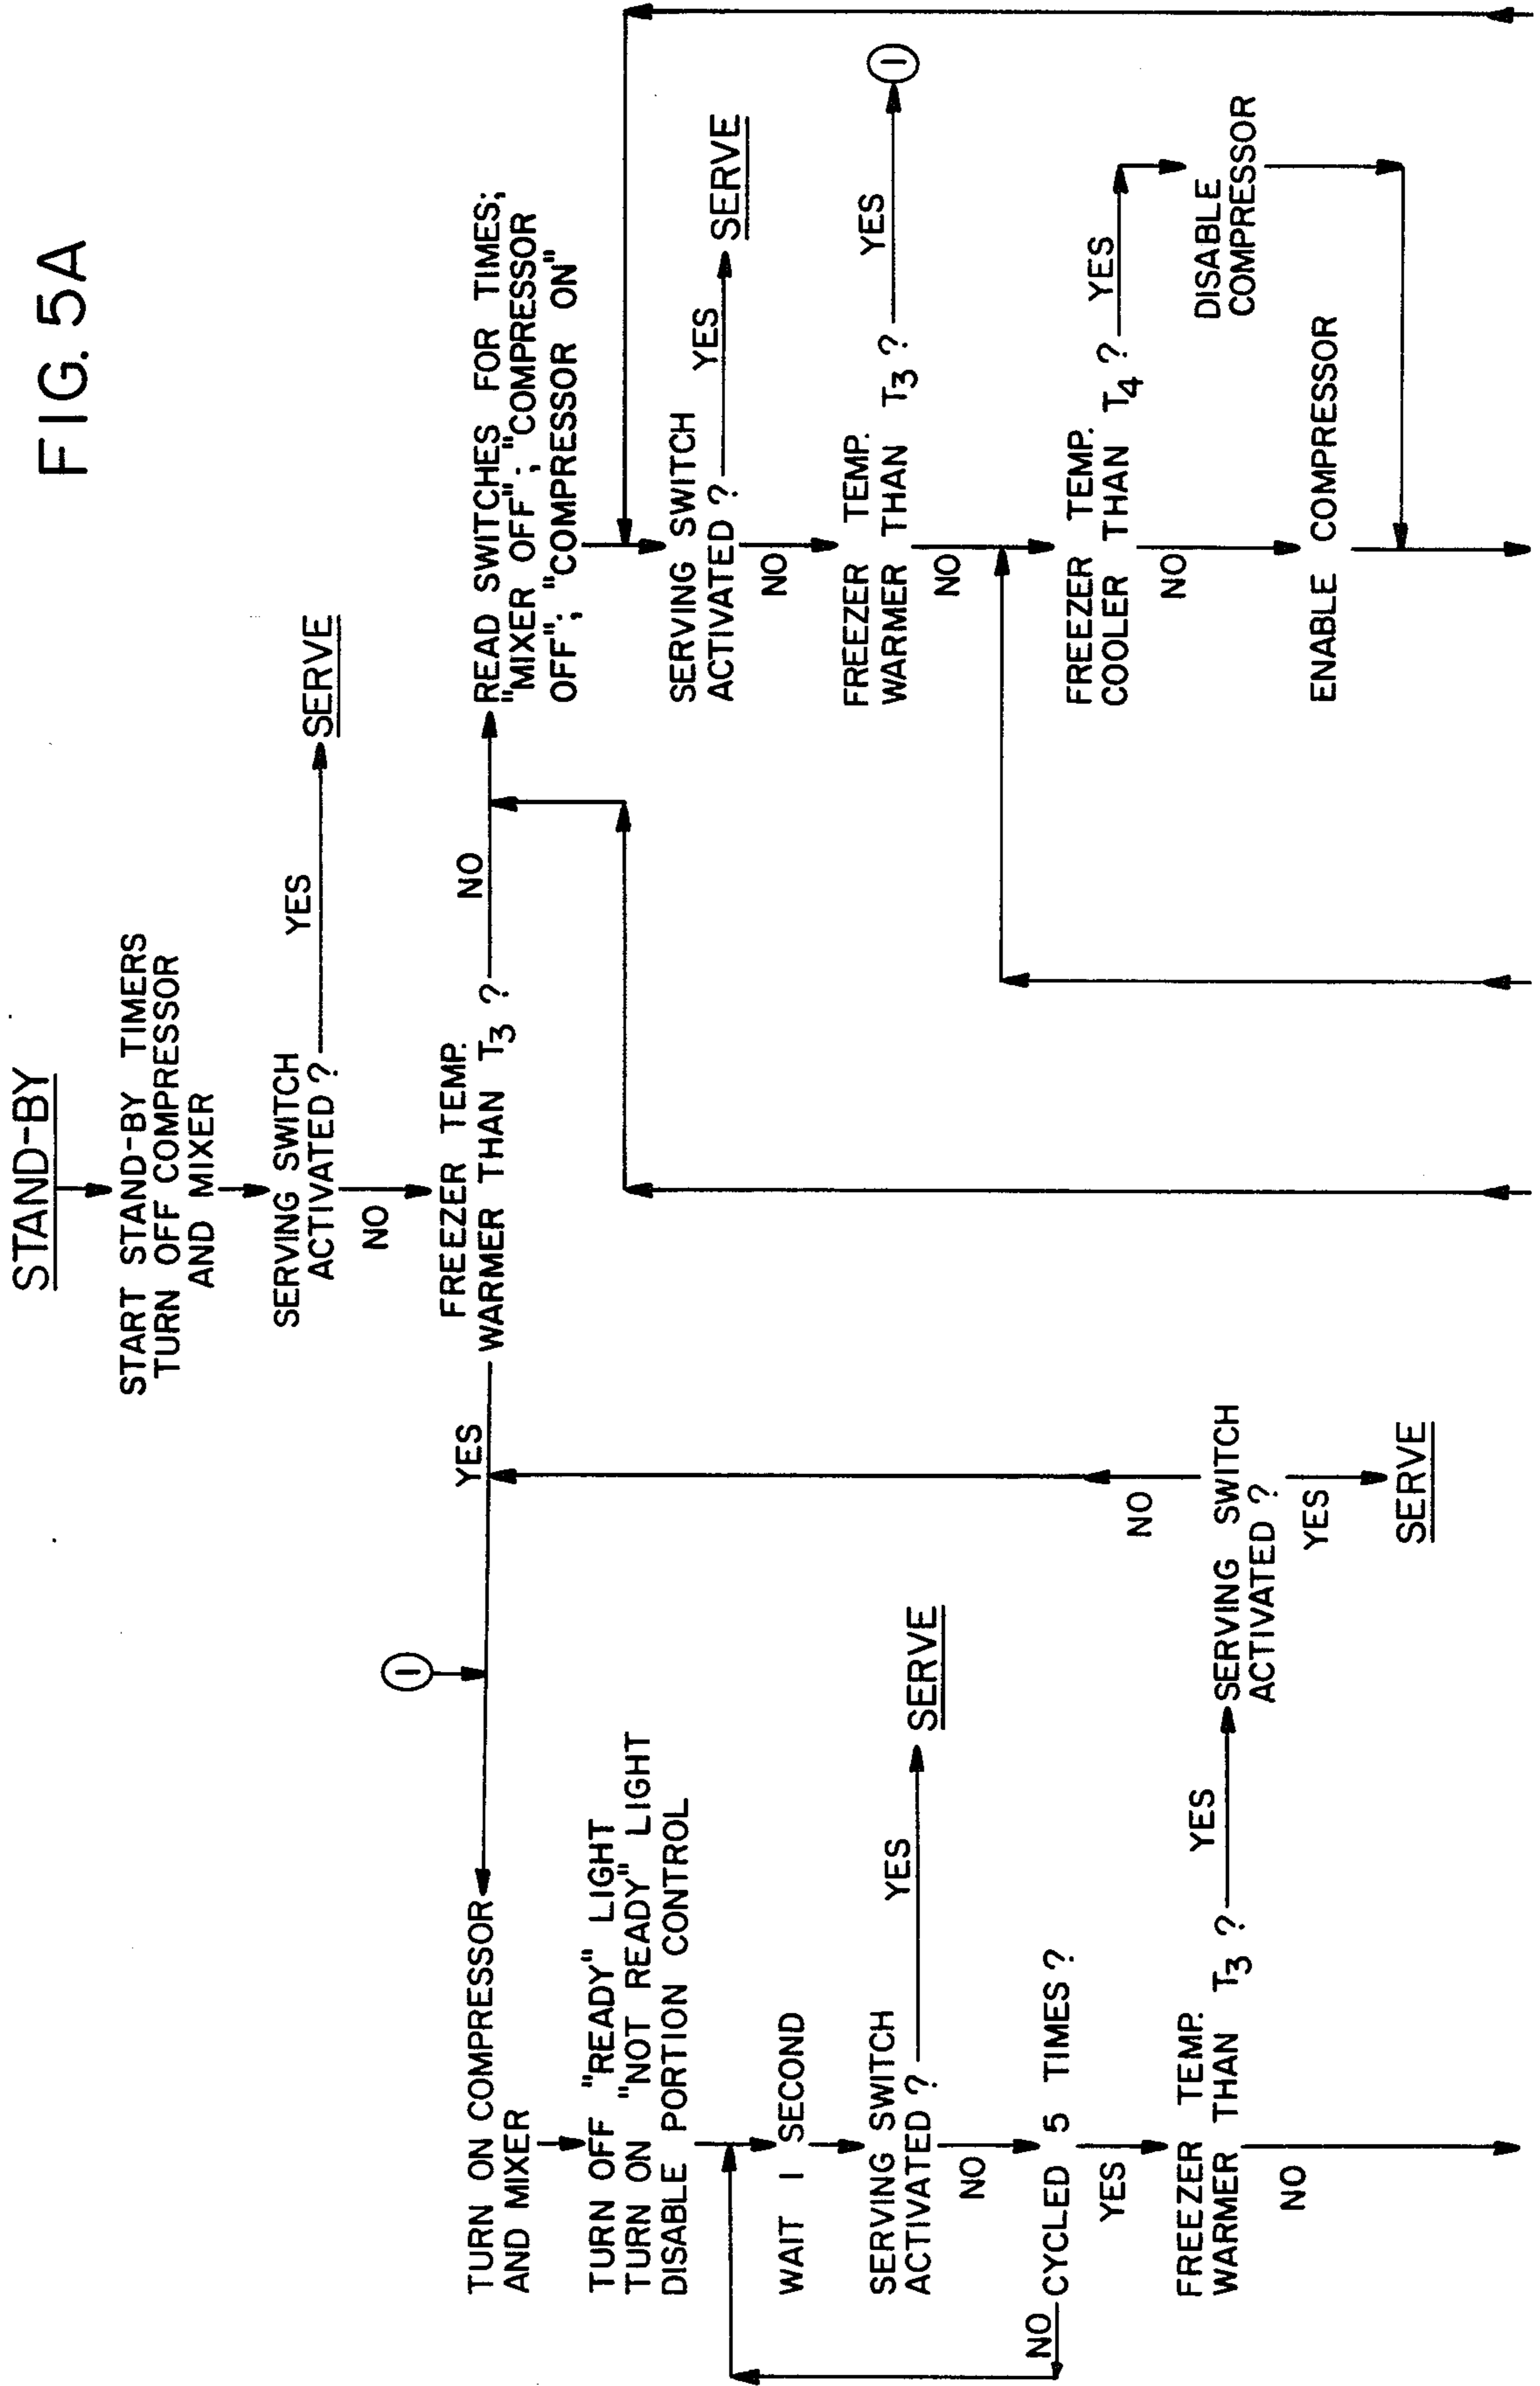 FIG. 5A
STAND-BY
START STAND-BY TIMERS
TURN OFF COMPRESSOR
AND MIXER
SERVING SWITCH
ACTIVATED ?
YES
SERVE
NO
FREEZER TEMP.
WARMER THAN T3 ?
YES
NO
1
TURN ON COMPRESSOR
AND MIXER
TURN OFF "READY" LIGHT
TURN ON "NOT READY" LIGHT
DISABLE PORTION CONTROL
WAIT 1 SECOND
SERVING SWITCH
ACTIVATED ?
YES
SERVE
NO
CYCLED 5 TIMES ?
NO
YES
FREEZER TEMP.
WARMER THAN T3 ?
YES
NO
SERVING SWITCH
ACTIVATED ?
NO
YES
SERVE
READ SWITCHES FOR TIMES;
"MIXER OFF"; "COMPRESSOR
OFF"; "COMPRESSOR ON"
SERVING SWITCH
ACTIVATED ?
YES
SERVE
NO
FREEZER TEMP.
WARMER THAN T3 ?
YES
1
NO
FREEZER TEMP.
COOLER THAN T4 ?
YES
DISABLE
COMPRESSOR
NO
ENABLE COMPRESSOR